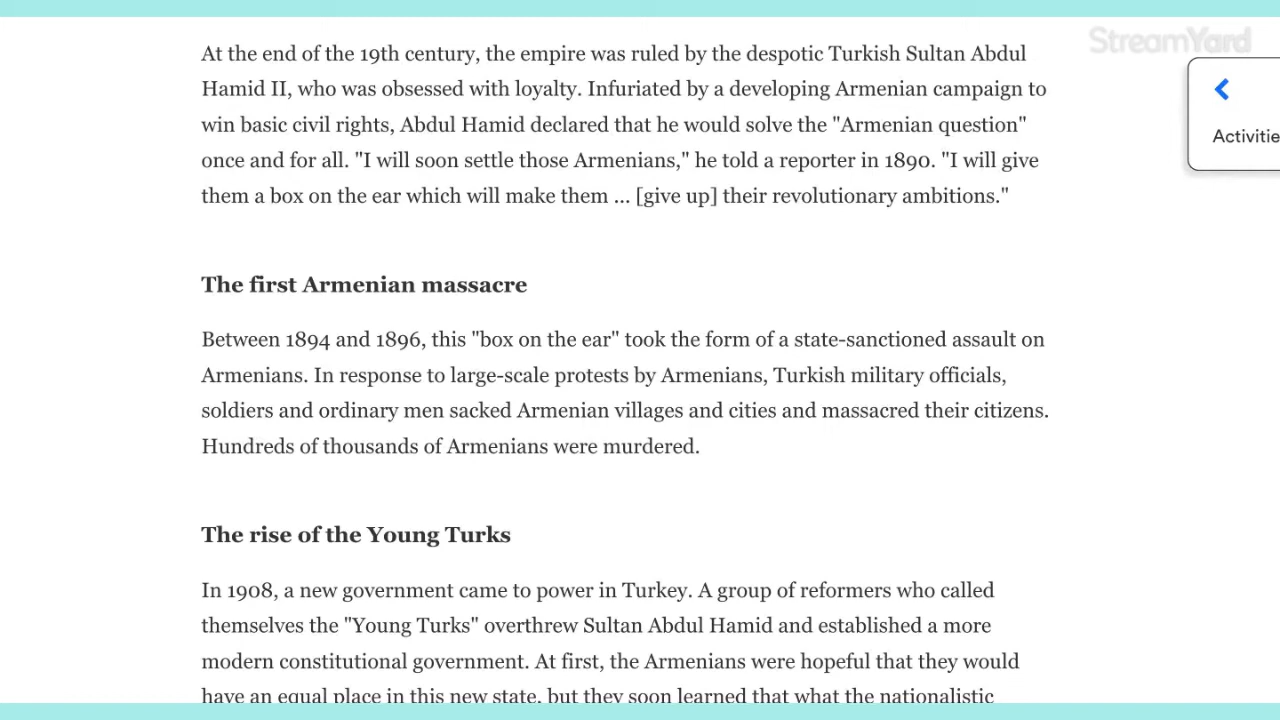 StreamYard
At the end of the 19th century, the empire was ruled by the despotic Turkish Sultan Abdul
Hamid II, who was obsessed with loyalty. Infuriated by a developing Armenian campaign to
win basic civil rights, Abdul Hamid declared that he would solve the "Armenian question"
once and for all. "I will soon settle those Armenians," he told a reporter in 1890. "I will give
them a box on the ear which will make them ... [give up] their revolutionary ambitions."
Activitie
The first Armenian massacre
Between 1894 and 1896, this "box on the ear" took the form of a state-sanctioned assault on
Armenians. In response to large-scale protests by Armenians, Turkish military officials,
soldiers and ordinary men sacked Armenian villages and cities and massacred their citizens.
Hundreds of thousands of Armenians were murdered.
The rise of the Young Turks
In 1908, a new government came to power in Turkey. A group of reformers who called
themselves the "Young Turks" overthrew Sultan Abdul Hamid and established a more
modern constitutional government. At first, the Armenians were hopeful that they would
have an equal place in this new state, but they soon learned that what the nationalistic